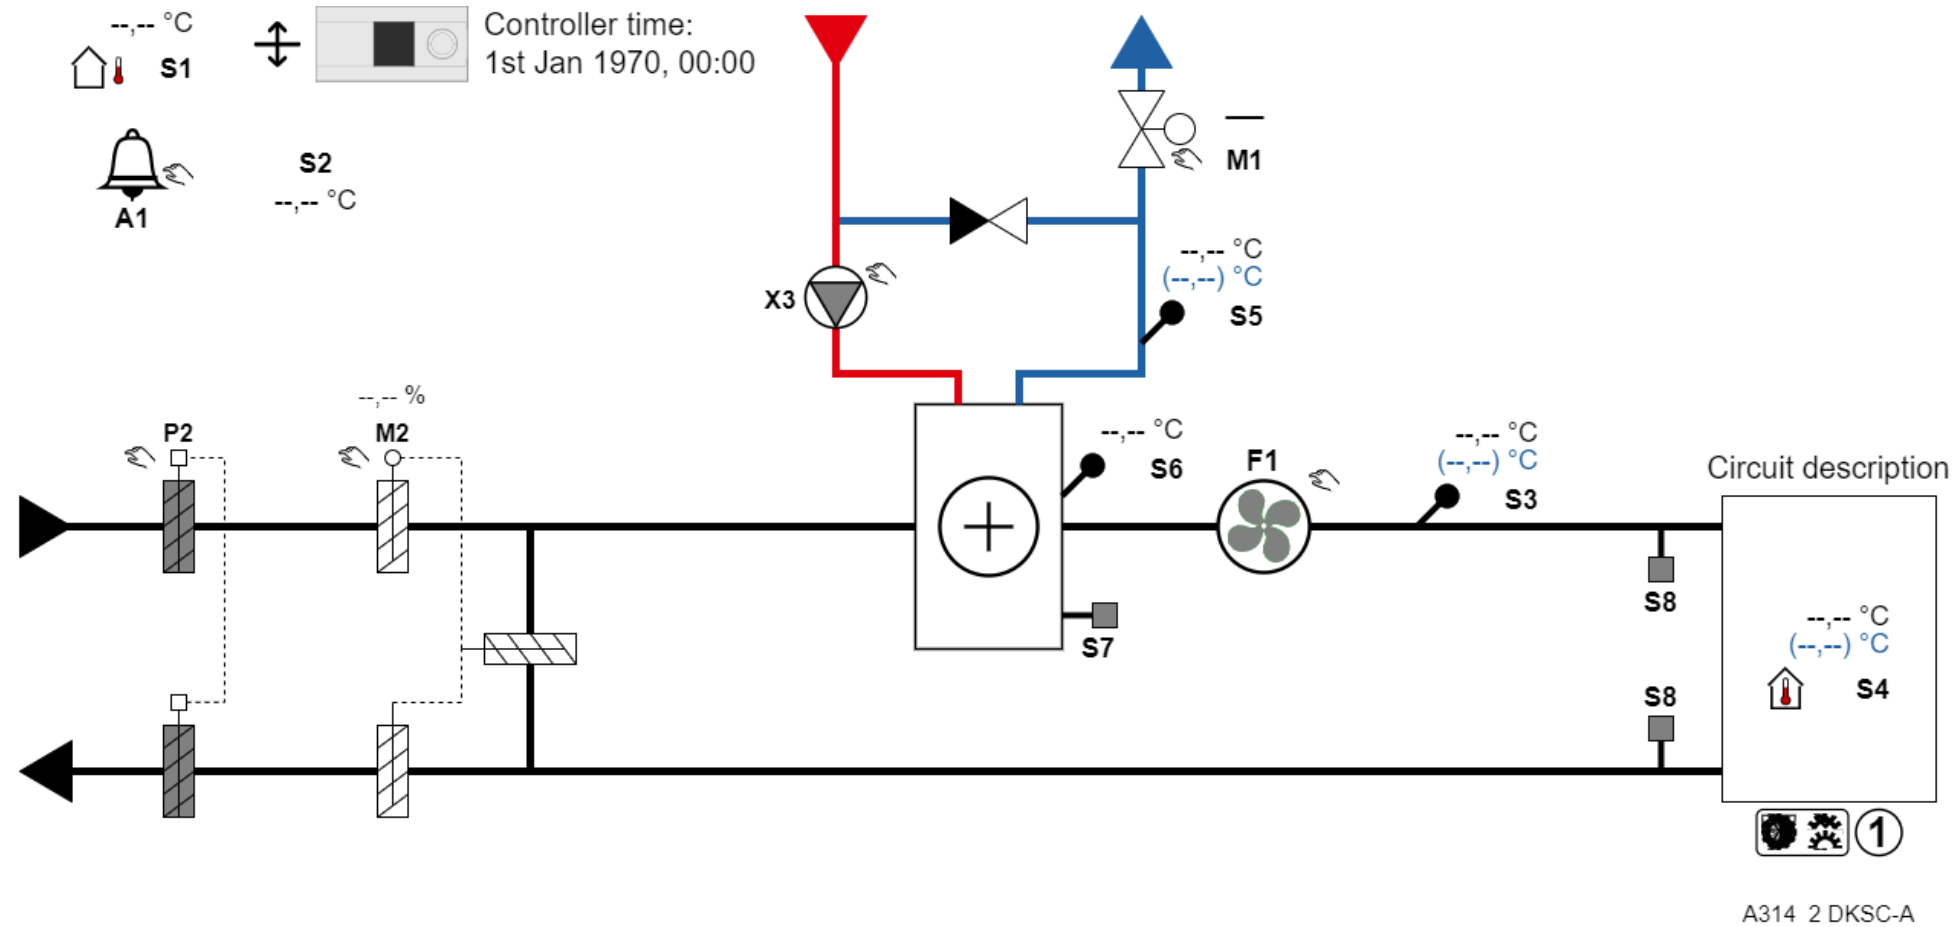 --,-- °C
S1
Controller time:
1st Jan 1970, 00:00
A1
S2
--,-- °C
M1
X3
--,-- °C
(--,--) °C
S5
--,-- %
P2
M2
--,-- °C
S6
F1
--,-- °C
(--,--) °C
S3
Circuit description
S7
S8
--,-- °C
(--,--) °C
S4
S8
1
A314 2 DKSC-A